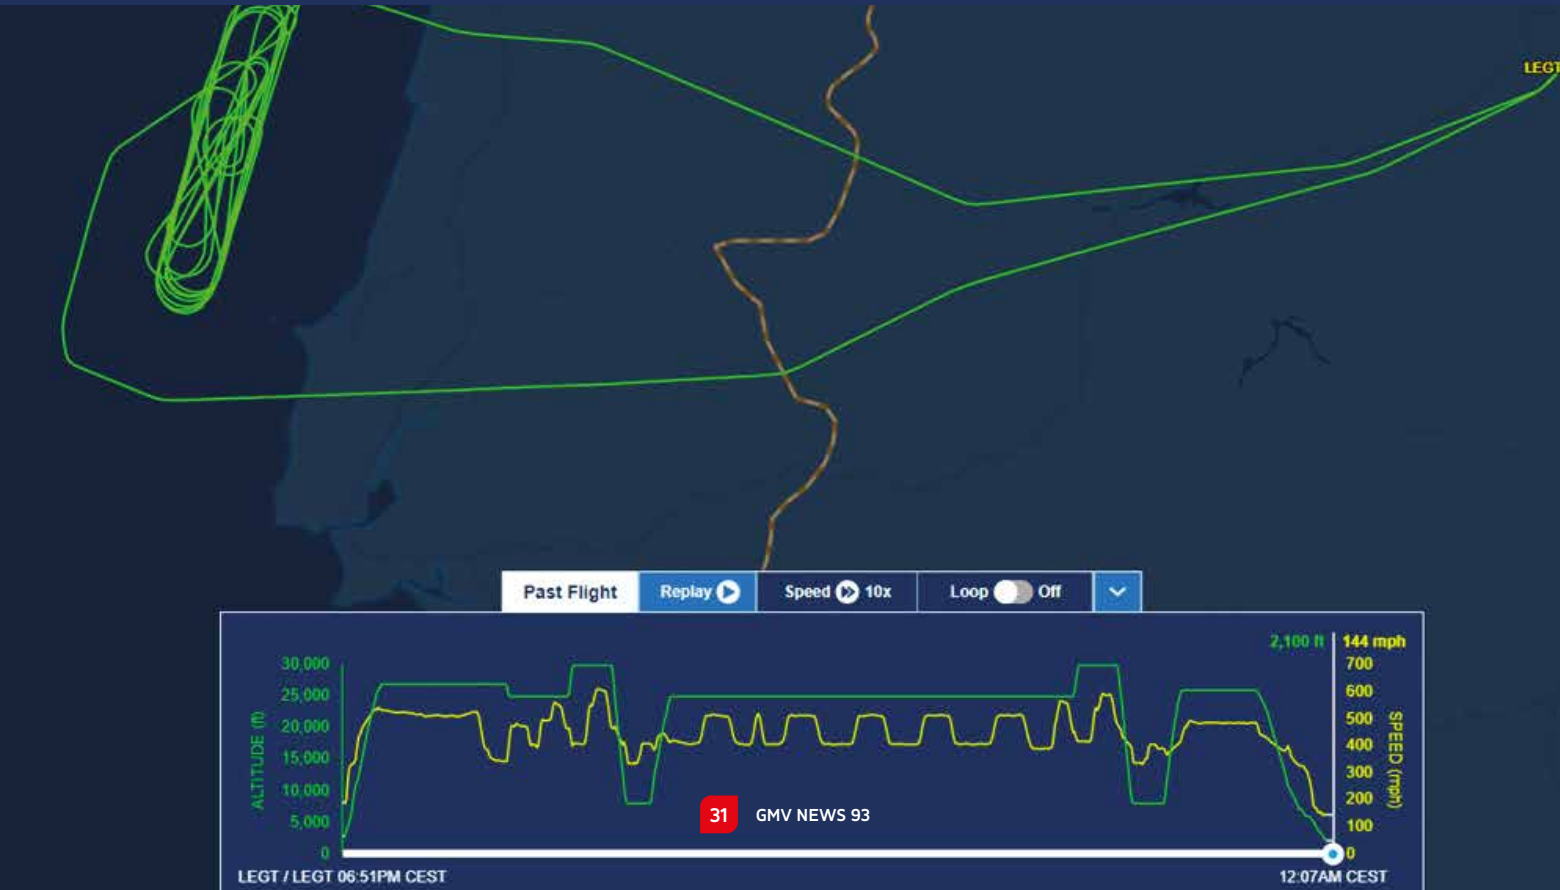 LEGT
Past Flight
Replay
Speed 10x
Loop Off
2,100 ft 144 mph
30,000 700
25,000 600
20,000 500
15,000 400
10,000 300
5,000 200
0 100
0
ALTITUDE (ft)
SPEED (mph)
31 GMV NEWS 93
LEGT / LEGT 06:51PM CEST 12:07AM CEST